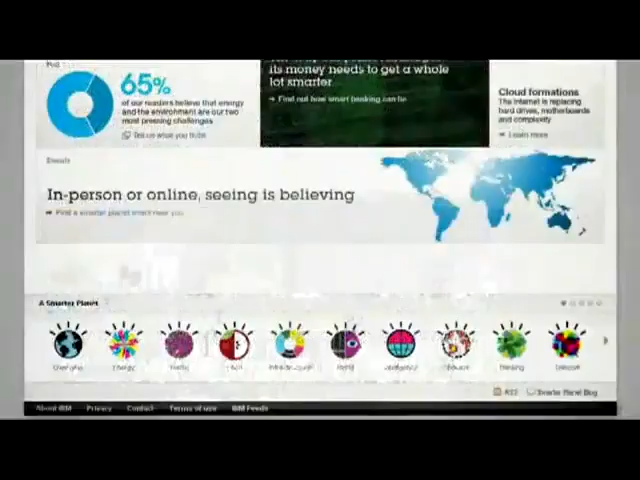 Poll
65%
of our readers believe that energy
and the environment are our two
most pressing challenges
Tell us what you think
its money needs to get a whole
lot smarter
Find out how smart banking can be
Cloud formations
The internet is replacing
hard drives, motherboards
and complexity
Learn more
Events
In-person or online, seeing is believing
Find a smarter planet event near you
A Smarter Planet
Energy
Traffic
Food
Infrastructure
Retail
Intelligence
Thinking
RSS
Smarter Planet Blog
About IBM
Privacy
Contact
Terms of use
IBM Feeds